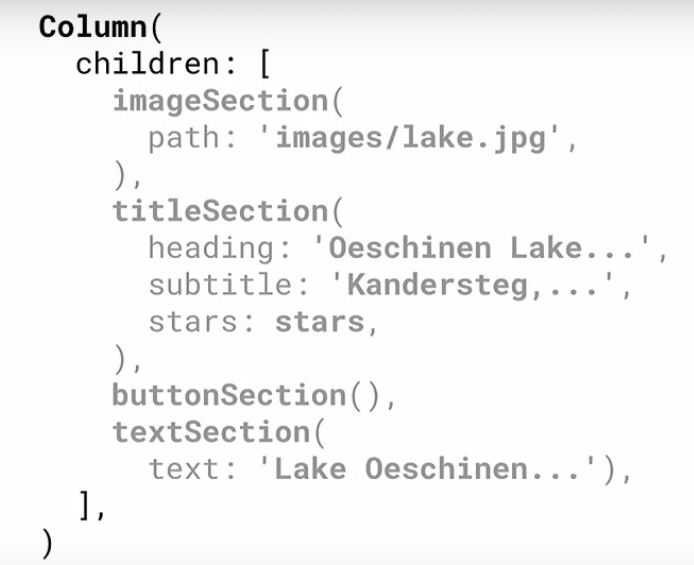 Column(
  children: [
    imageSection(
      path: 'images/lake.jpg',
    ),
    titleSection(
      heading: 'Oeschinen Lake...',
      subtitle: 'Kandersteg,...',
      stars: stars,
    ),
    buttonSection(),
    textSection(
      text: 'Lake Oeschinen...'),
  ],
)